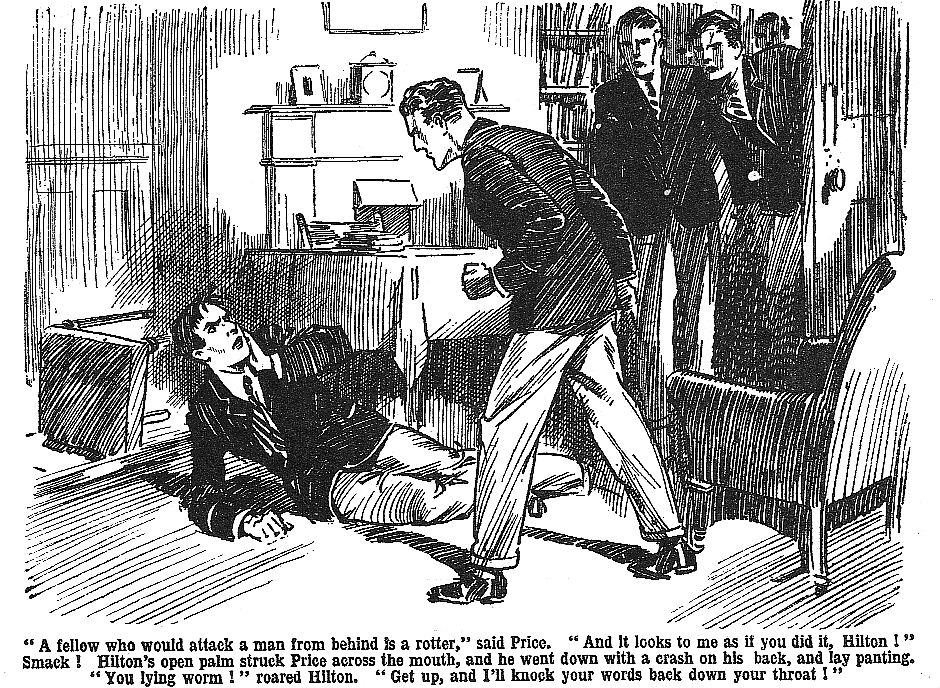 “ A fellow who would attack a man from behind is a rotter,” said Price. “ And it looks to me as if you did it, Hilton ! ”
Smack ! Hilton’s open palm struck Price across the mouth, and he went down with a crash on his back, and lay panting.
“ You lying worm ! ” roared Hilton. “ Get up, and I’ll knock your words back down your throat ! ”